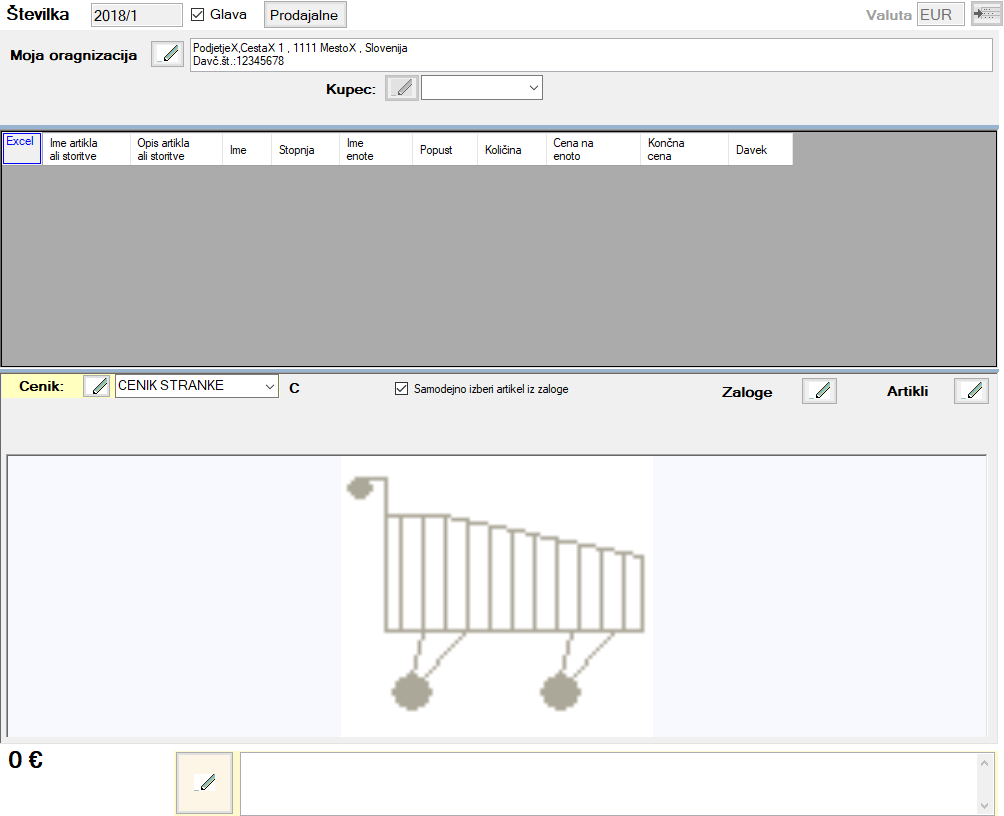 Številka 2018/1 Glava Prodajalne Valuta EUR
Moja oragnizacija PodjetjeX,CestaX 1 , 1111 MestoX , Slovenija
Davč.št.:12345678
Kupec:
Excel Ime artikla Opis artikla Ime Stopnja Ime Popust Količina Cena na Končna Davek
ali storitve ali storitve enote enoto cena
Cenik: CENIK STRANKE C Samodejno izberi artikel iz zaloge Zaloge Artikli
0 €